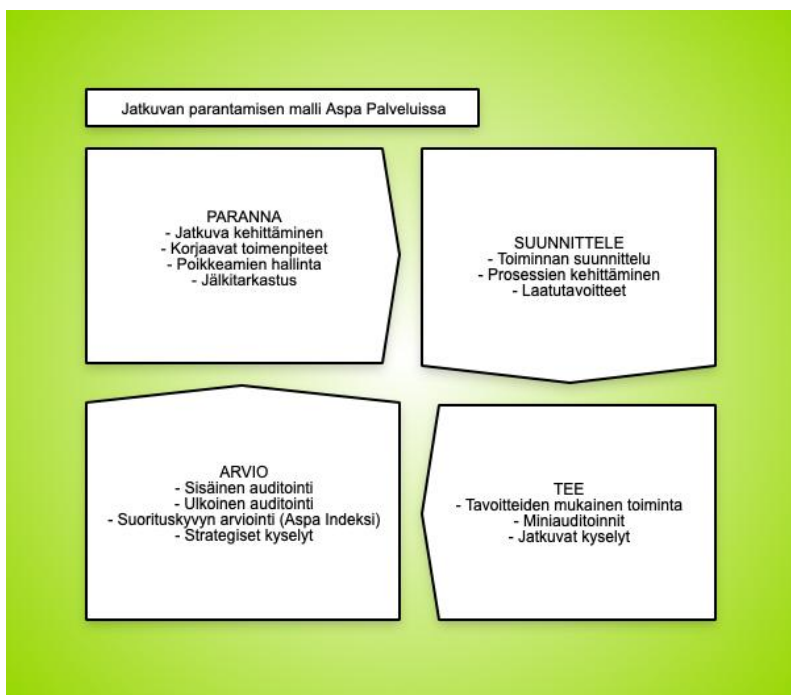 Jatkuvan parantamisen malli Aspa Palveluissa
PARANNA
- Jatkuva kehittäminen
- Korjaavat toimenpiteet
- Poikkeamien hallinta
- Jälkitarkastus
SUUNNITTELE
- Toiminnan suunnittelu
- Prosessien kehittäminen
- Laatutavoitteet
ARVIO
- Sisäinen auditointi
- Ulkoinen auditointi
- Suorituskyvyn arviointi (Aspa Indeksi)
- Strategiset kyselyt
TEE
- Tavoitteiden mukainen toiminta
- Miniauditoinnit
- Jatkuvat kyselyt